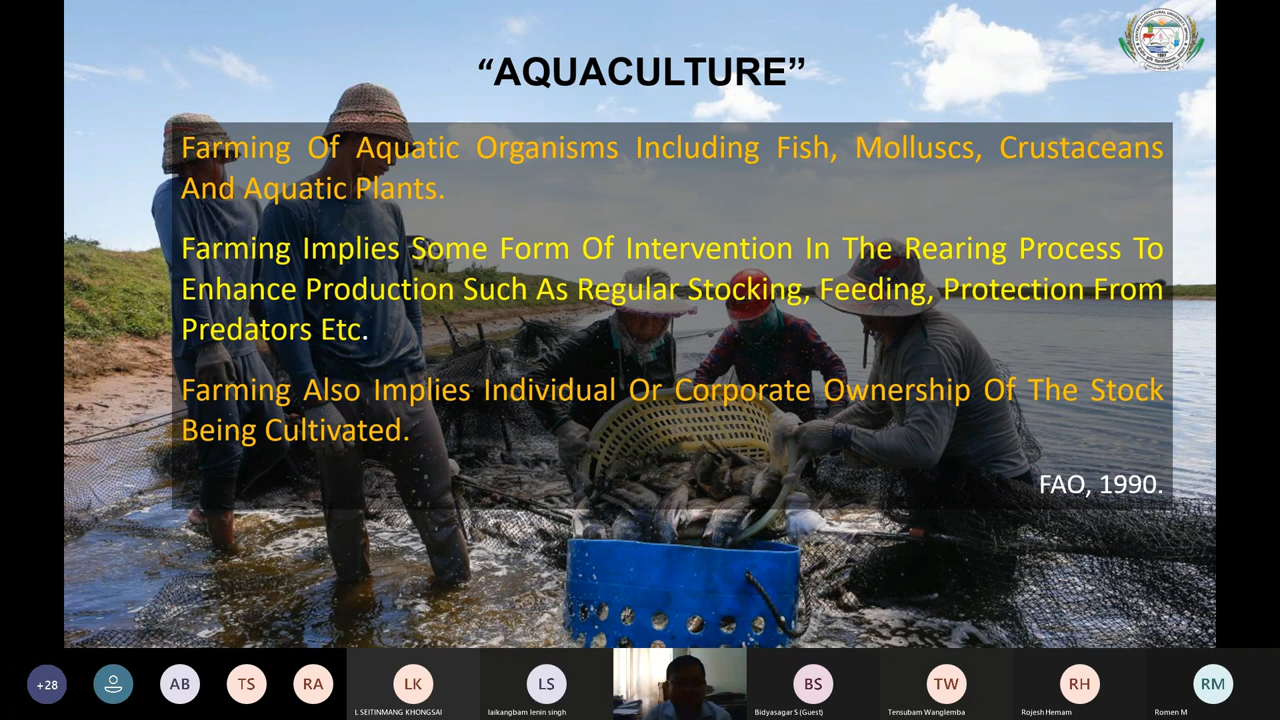 “AQUACULTURE”
Farming Of Aquatic Organisms Including Fish, Molluscs, Crustaceans
And Aquatic Plants.
Farming Implies Some Form Of Intervention In The Rearing Process To
Enhance Production Such As Regular Stocking, Feeding, Protection From
Predators Etc.
Farming Also Implies Individual Or Corporate Ownership Of The Stock
Being Cultivated.
FAO, 1990.
+28
AB
TS
RA
LK
LS
BS
TW
RH
RM
L SEITINMANG KHONGSAI
laikangbam lenin singh
Bidyasagar S (Guest)
Tensubam Wanglemba
Rojesh Hemam
Romen M